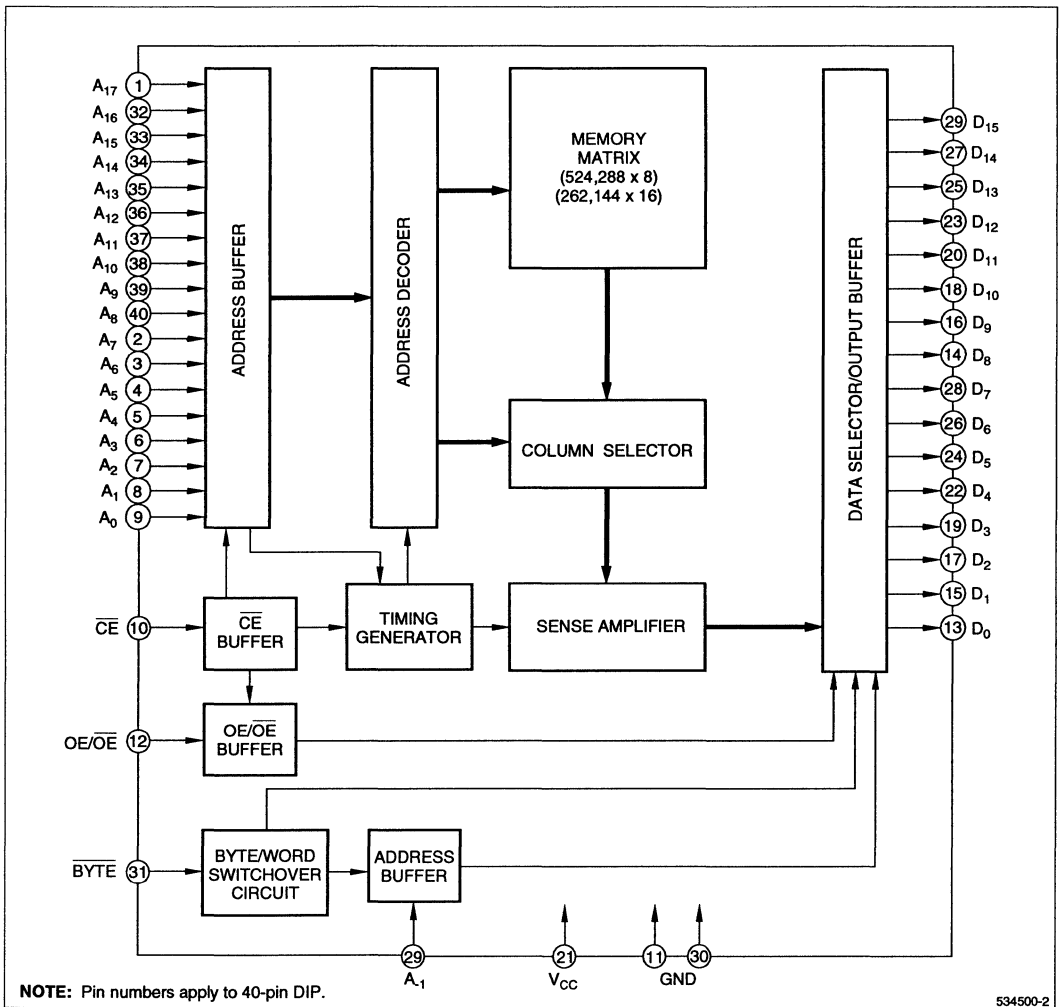 A17 1
A16 32
A15 33
A14 34
A13 35
A12 36
A11 37
A10 38
A9 39
A8 40
A7 2
A6 3
A5 4
A4 5
A3 6
A2 7
A1 8
A0 9
CE 10
OE/OE 12
BYTE 31
ADDRESS BUFFER
ADDRESS DECODER
MEMORY
MATRIX
(524,288 x 8)
(262,144 x 16)
COLUMN SELECTOR
CE
BUFFER
TIMING
GENERATOR
SENSE AMPLIFIER
OE/OE
BUFFER
BYTE/WORD
SWITCHOVER
CIRCUIT
ADDRESS
BUFFER
DATA SELECTOR/OUTPUT BUFFER
29 D15
27 D14
25 D13
23 D12
20 D11
18 D10
16 D9
14 D8
28 D7
26 D6
24 D5
22 D4
19 D3
17 D2
15 D1
13 D0
29 21 11 30
A-1 VCC GND
NOTE: Pin numbers apply to 40-pin DIP.
534500-2